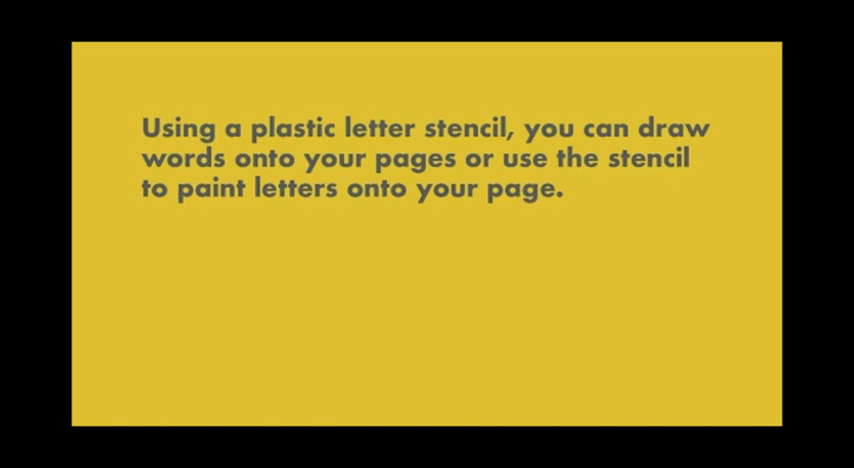 Using a plastic letter stencil, you can draw
words onto your pages or use the stencil
to paint letters onto your page.